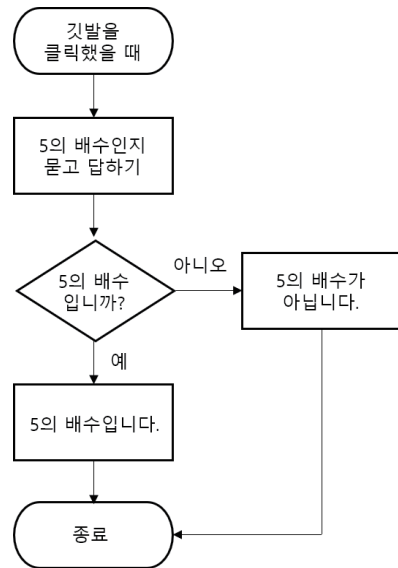 깃발을
클릭했을 때
5의 배수인지
묻고 답하기
5의 배수
입니까?
아니오
5의 배수가
아닙니다.
예
5의 배수입니다.
종료